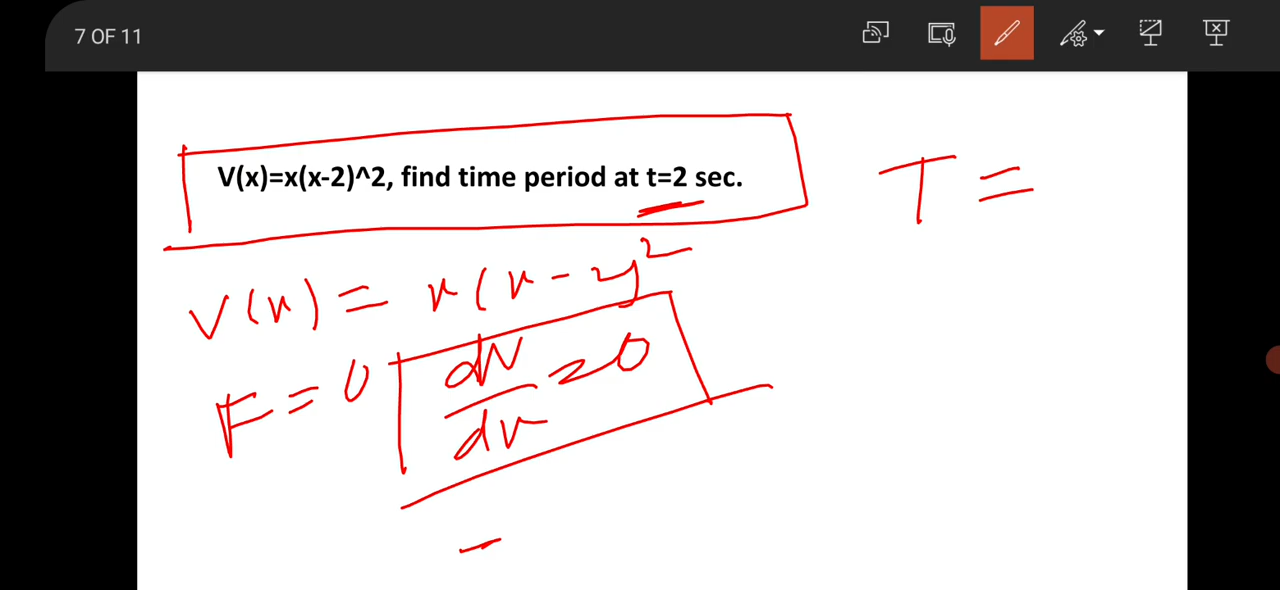 7 OF 11
V(x)=x(x-2)^2, find time period at t=2 sec.
T =
V(x) = x(x-2)^2
F = 0 dV/dx = 0